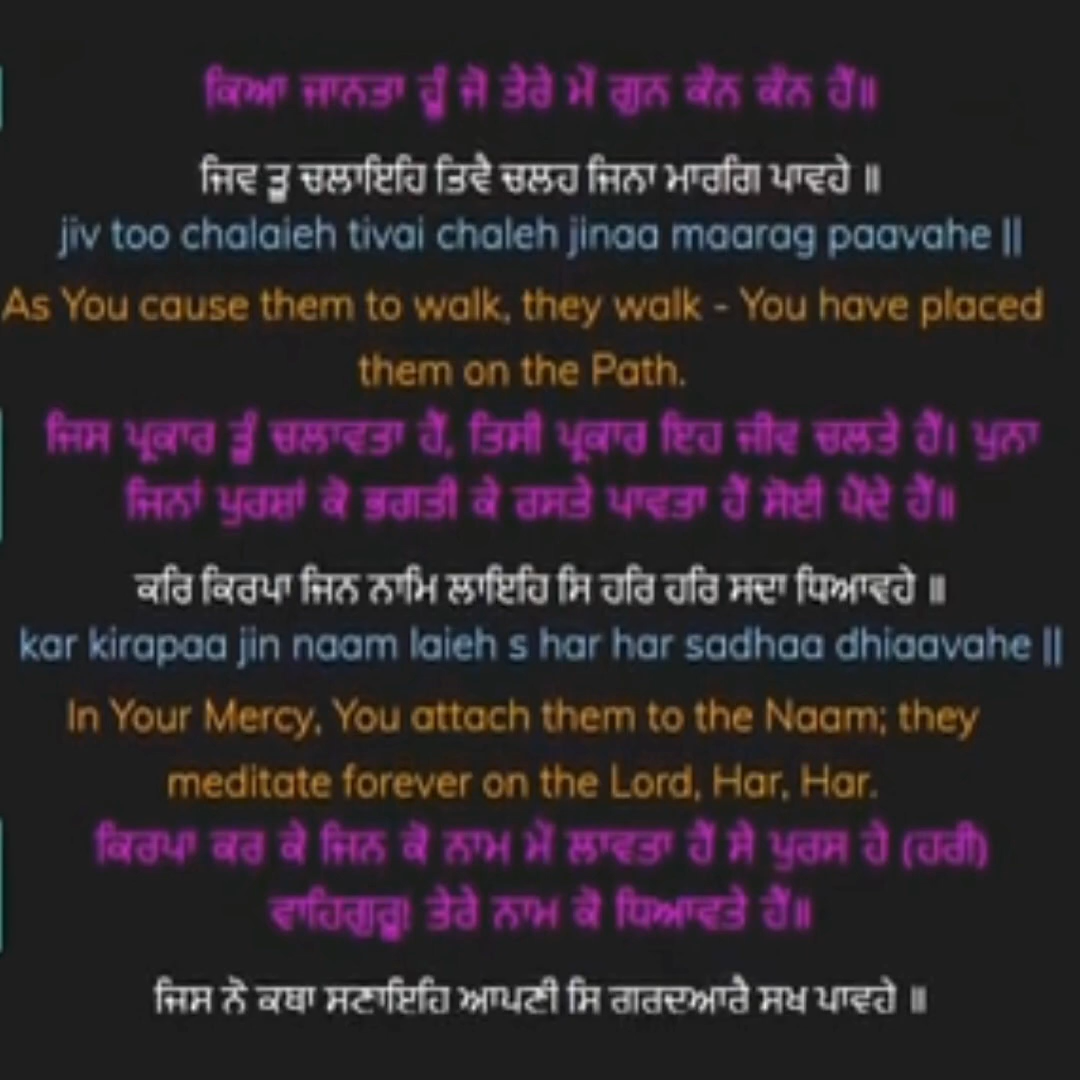 ਕਿਆ ਜਾਨਤਾ ਹੂੰ ਜੋ ਤੇਰੇ ਮੇਂ ਗੁਨ ਕੌਨ ਕੌਨ ਹੈਂ॥
ਜਿਵ ਤੂ ਚਲਾਇਹਿ ਤਿਵੈ ਚਲਹ ਜਿਨਾ ਮਾਰਗਿ ਪਾਵਹੇ ॥
jiv too chalaieh tivai chaleh jinaa maarag paavahe ||
As You cause them to walk, they walk - You have placed
them on the Path.
ਜਿਸ ਪ੍ਰਕਾਰ ਤੂੰ ਚਲਾਵਤਾ ਹੈਂ, ਤਿਸੀ ਪ੍ਰਕਾਰ ਇਹ ਜੀਵ ਚਲਤੇ ਹੈਂ। ਪੁਨਾ
ਜਿਨਾਂ ਪੁਰਸ਼ਾਂ ਕੋ ਭਗਤੀ ਕੇ ਰਸਤੇ ਪਾਵਤਾ ਹੈਂ ਸੋਈ ਪੈਂਦੇ ਹੈਂ॥
ਕਰਿ ਕਿਰਪਾ ਜਿਨ ਨਾਮਿ ਲਾਇਹਿ ਸਿ ਹਰਿ ਹਰਿ ਸਦਾ ਧਿਆਵਹੇ ॥
kar kirapaa jin naam laieh s har har sadhaa dhiaavahe ||
In Your Mercy, You attach them to the Naam; they
meditate forever on the Lord, Har, Har.
ਕਿਰਪਾ ਕਰ ਕੇ ਜਿਨ ਕੋ ਨਾਮ ਮੇਂ ਲਾਵਤਾ ਹੈਂ ਸੋ ਪੁਰਸ ਹੇ (ਹਰੀ)
ਵਾਹਿਗੁਰੂ! ਤੇਰੇ ਨਾਮ ਕੋ ਧਿਆਵਤੇ ਹੈਂ॥
ਜਿਸ ਨੋ ਕਥਾ ਸਣਾਇਹਿ ਆਪਣੀ ਸਿ ਗਰਦਆਰੈ ਸਖ ਪਾਵਹੇ ॥